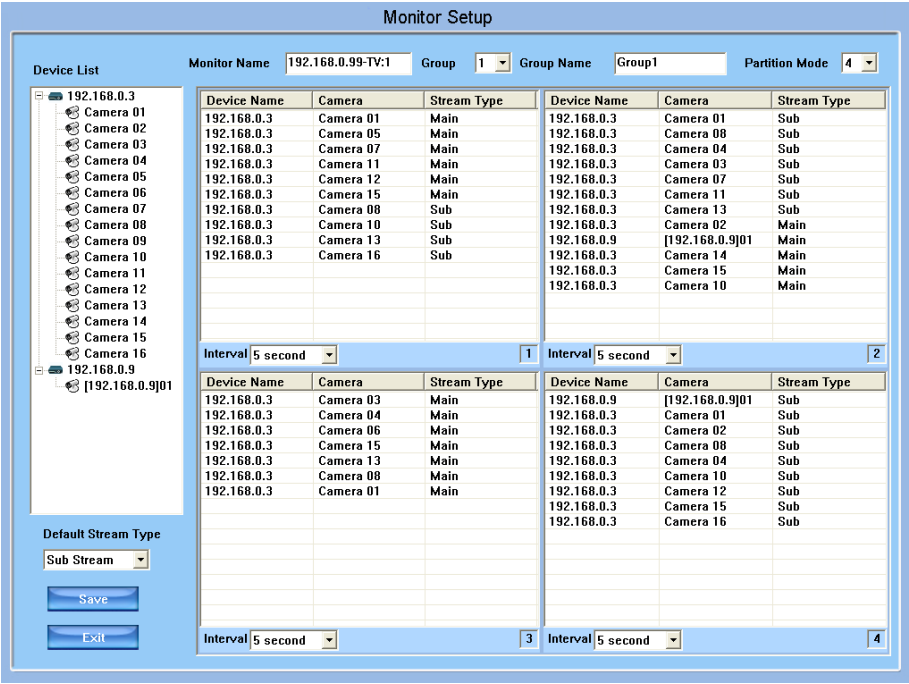 Monitor Setup
Monitor Name 192.168.0.99-TV:1 Group 1 Group Name Group1 Partition Mode 4
Device List
192.168.0.3
Camera 01
Camera 02
Camera 03
Camera 04
Camera 05
Camera 06
Camera 07
Camera 08
Camera 09
Camera 10
Camera 11
Camera 12
Camera 13
Camera 14
Camera 15
Camera 16
192.168.0.9
[192.168.0.9]01
Default Stream Type
Sub Stream
Save
Exit
Device Name Camera Stream Type
192.168.0.3 Camera 01 Main
192.168.0.3 Camera 05 Main
192.168.0.3 Camera 07 Main
192.168.0.3 Camera 11 Main
192.168.0.3 Camera 12 Main
192.168.0.3 Camera 15 Main
192.168.0.3 Camera 08 Sub
192.168.0.3 Camera 10 Sub
192.168.0.3 Camera 13 Sub
192.168.0.3 Camera 16 Sub
Interval 5 second 1
Device Name Camera Stream Type
192.168.0.3 Camera 01 Sub
192.168.0.3 Camera 08 Sub
192.168.0.3 Camera 04 Sub
192.168.0.3 Camera 03 Sub
192.168.0.3 Camera 07 Sub
192.168.0.3 Camera 11 Sub
192.168.0.3 Camera 13 Sub
192.168.0.3 Camera 02 Main
192.168.0.9 [192.168.0.9]01 Main
192.168.0.3 Camera 14 Main
192.168.0.3 Camera 15 Main
192.168.0.3 Camera 10 Main
Interval 5 second 2
Device Name Camera Stream Type
192.168.0.3 Camera 03 Main
192.168.0.3 Camera 04 Main
192.168.0.3 Camera 06 Main
192.168.0.3 Camera 15 Main
192.168.0.3 Camera 13 Main
192.168.0.3 Camera 08 Main
192.168.0.3 Camera 01 Main
Interval 5 second 3
Device Name Camera Stream Type
192.168.0.9 [192.168.0.9]01 Sub
192.168.0.3 Camera 01 Sub
192.168.0.3 Camera 02 Sub
192.168.0.3 Camera 08 Sub
192.168.0.3 Camera 04 Sub
192.168.0.3 Camera 10 Sub
192.168.0.3 Camera 12 Sub
192.168.0.3 Camera 15 Sub
192.168.0.3 Camera 16 Sub
Interval 5 second 4